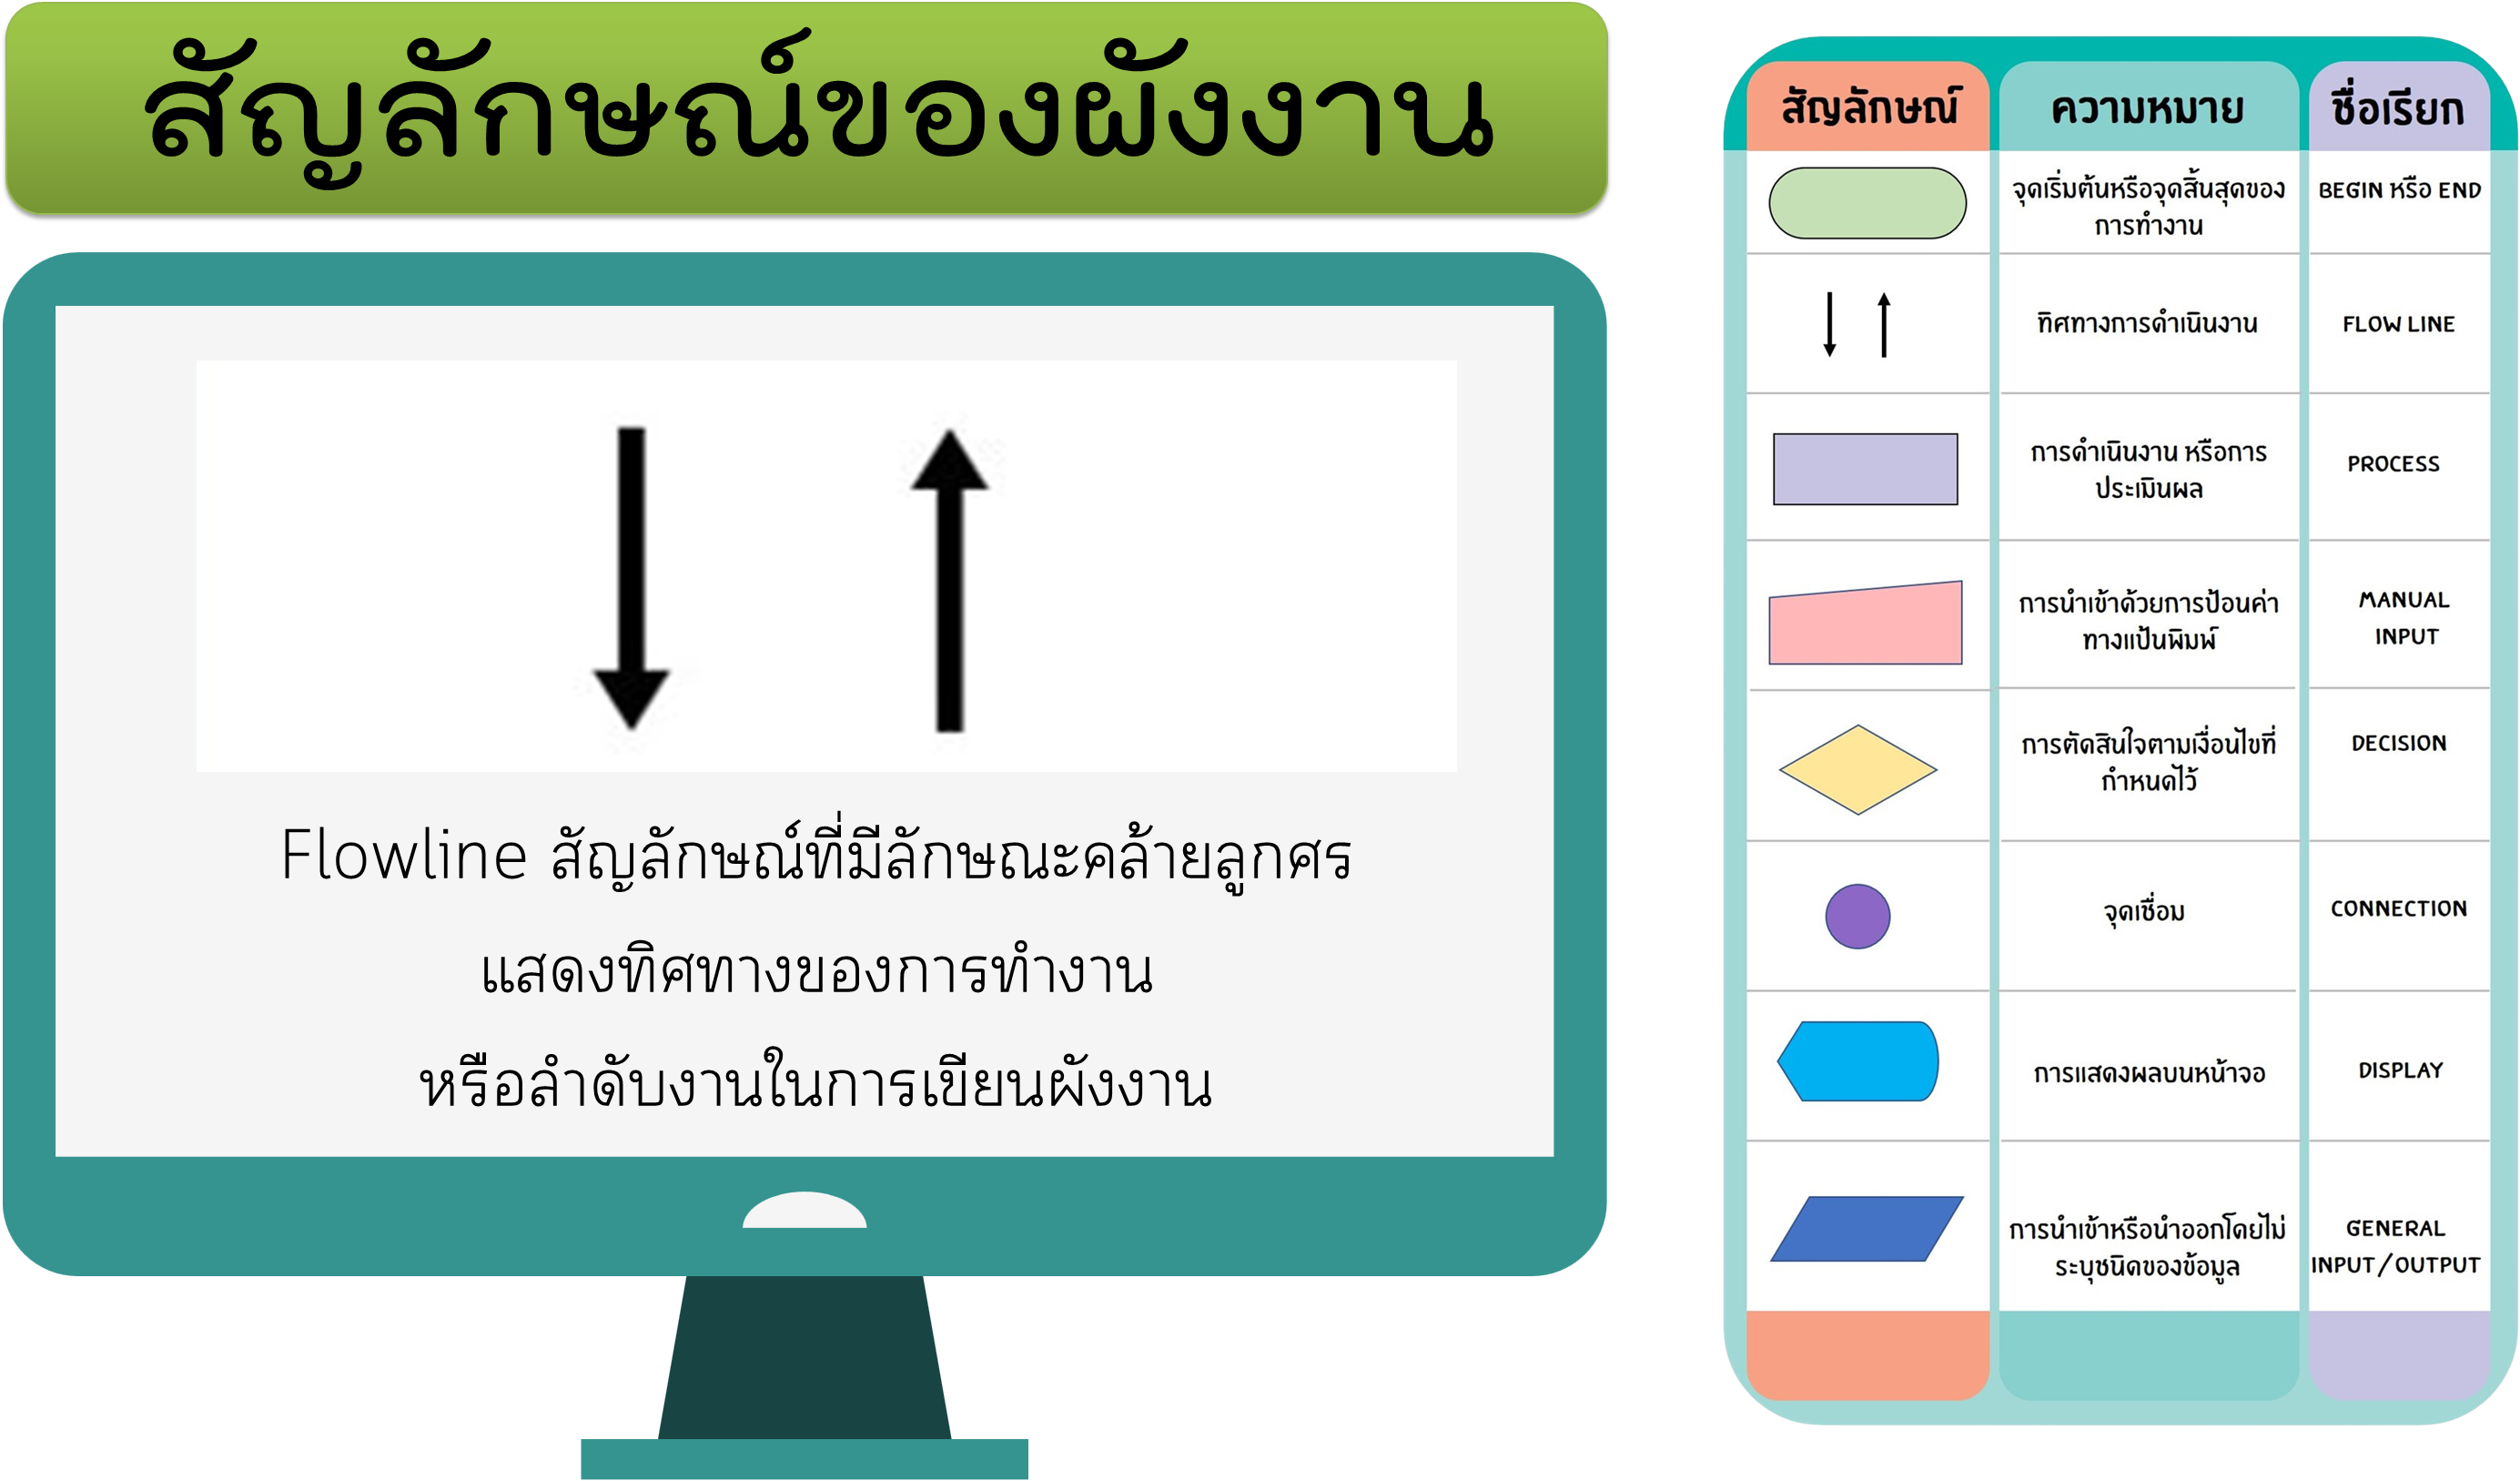 สัญลักษณ์ของผังงาน
Flowline สัญลักษณ์ที่มีลักษณะคล้ายลูกศร
แสดงทิศทางของการทำงาน
หรือลำดับงานในการเขียนผังงาน
สัญลักษณ์ ความหมาย ชื่อเรียก
จุดเริ่มต้นหรือจุดสิ้นสุดของ
การทำงาน
BEGIN หรือ END
ทิศทางการดำเนินงาน
FLOW LINE
การดำเนินงาน หรือการ
ประเมินผล
PROCESS
การนำเข้าด้วยการป้อนค่า
ทางแป้นพิมพ์
MANUAL
INPUT
การตัดสินใจตามเงื่อนไขที่
กำหนดไว้
DECISION
จุดเชื่อม
CONNECTION
การแสดงผลบนหน้าจอ
DISPLAY
การนำเข้าหรือนำออกโดยไม่
ระบุชนิดของข้อมูล
GENERAL
INPUT/OUTPUT